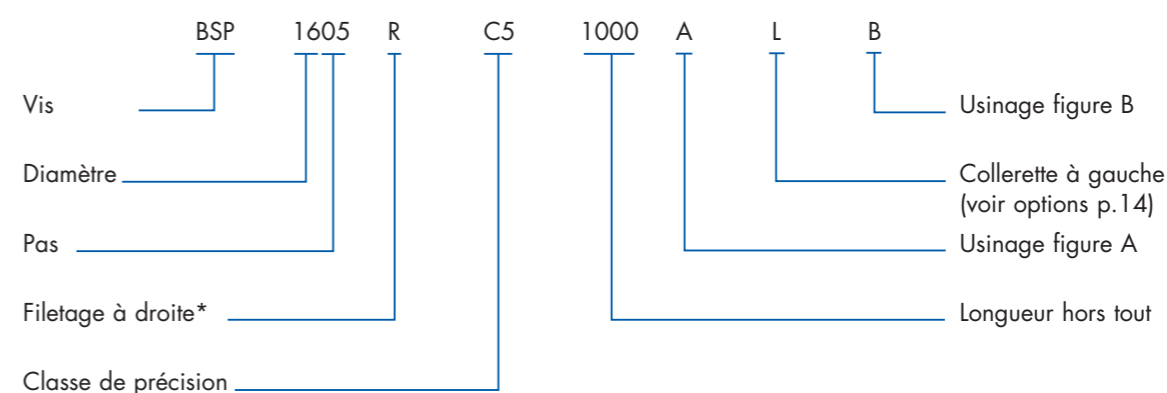 BSP 1605 R C5 1000 A L B
Vis
Usinage figure B
Diamètre
Collerette à gauche
(voir options p.14)
Pas
Usinage figure A
Filetage à droite*
Longueur hors tout
Classe de précision